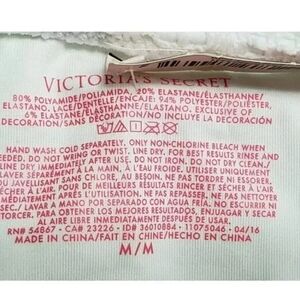 VICTORIA'S SECRET
80% POLYAMIDE/POLIAMIDA, 20% ELASTANE/ÉLASTHANNE/
ELASTANO. LACE/DENTELLE/ENCAJE: 94% POLYESTER/POLIÉSTER,
6% ELASTANE/ÉLASTHANNE/ELASTANO (EXCLUSIVE OF
DECORATION/SANS DÉCORATION/NO INCLUYE LA DECORACIÓN)
HAND WASH COLD SEPARATELY. ONLY NON-CHLORINE BLEACH WHEN
EEDED. DO NOT WRING OR TWIST. LINE DRY. FOR BEST RESULTS RINSE AND
LINE DRY IMMEDIATELY AFTER USE. DO NOT IRON. DO NOT DRY CLEAN./
LAVER SÉPARÉMENT À LA MAIN, À L'EAU FROIDE. UTILISER UNIQUEMENT
DU JAVELLISANT SANS CHLORE, AU BESOIN. NE PAS TORDRE NI ESSORER.
SÉCHER À L'AIR. POUR DE MEILLEURS RÉSULTATS RINCER ET SÉCHER À L'AIR
IMMÉDIATEMENT APRÈS L'UTILISATION. NE PAS REPASSER. NE PAS NETTOYER
SEC./ LAVAR A MANO POR SEPARADO CON AGUA FRÍA. NO ESTRUJAR NI
TORCER. PARA OBTENER LOS MEJORES RESULTADOS, ENJUAGAR Y SECAR
AL AIRE LIBRE INMEDIATAMENTE DESPUÉS DE USAR.
RN# 54867 - CA# 23226 - ID# 36010884 - 11075046 - 04/16
MADE IN CHINA/FAIT EN CHINE/HECHO EN CHINA
M/M